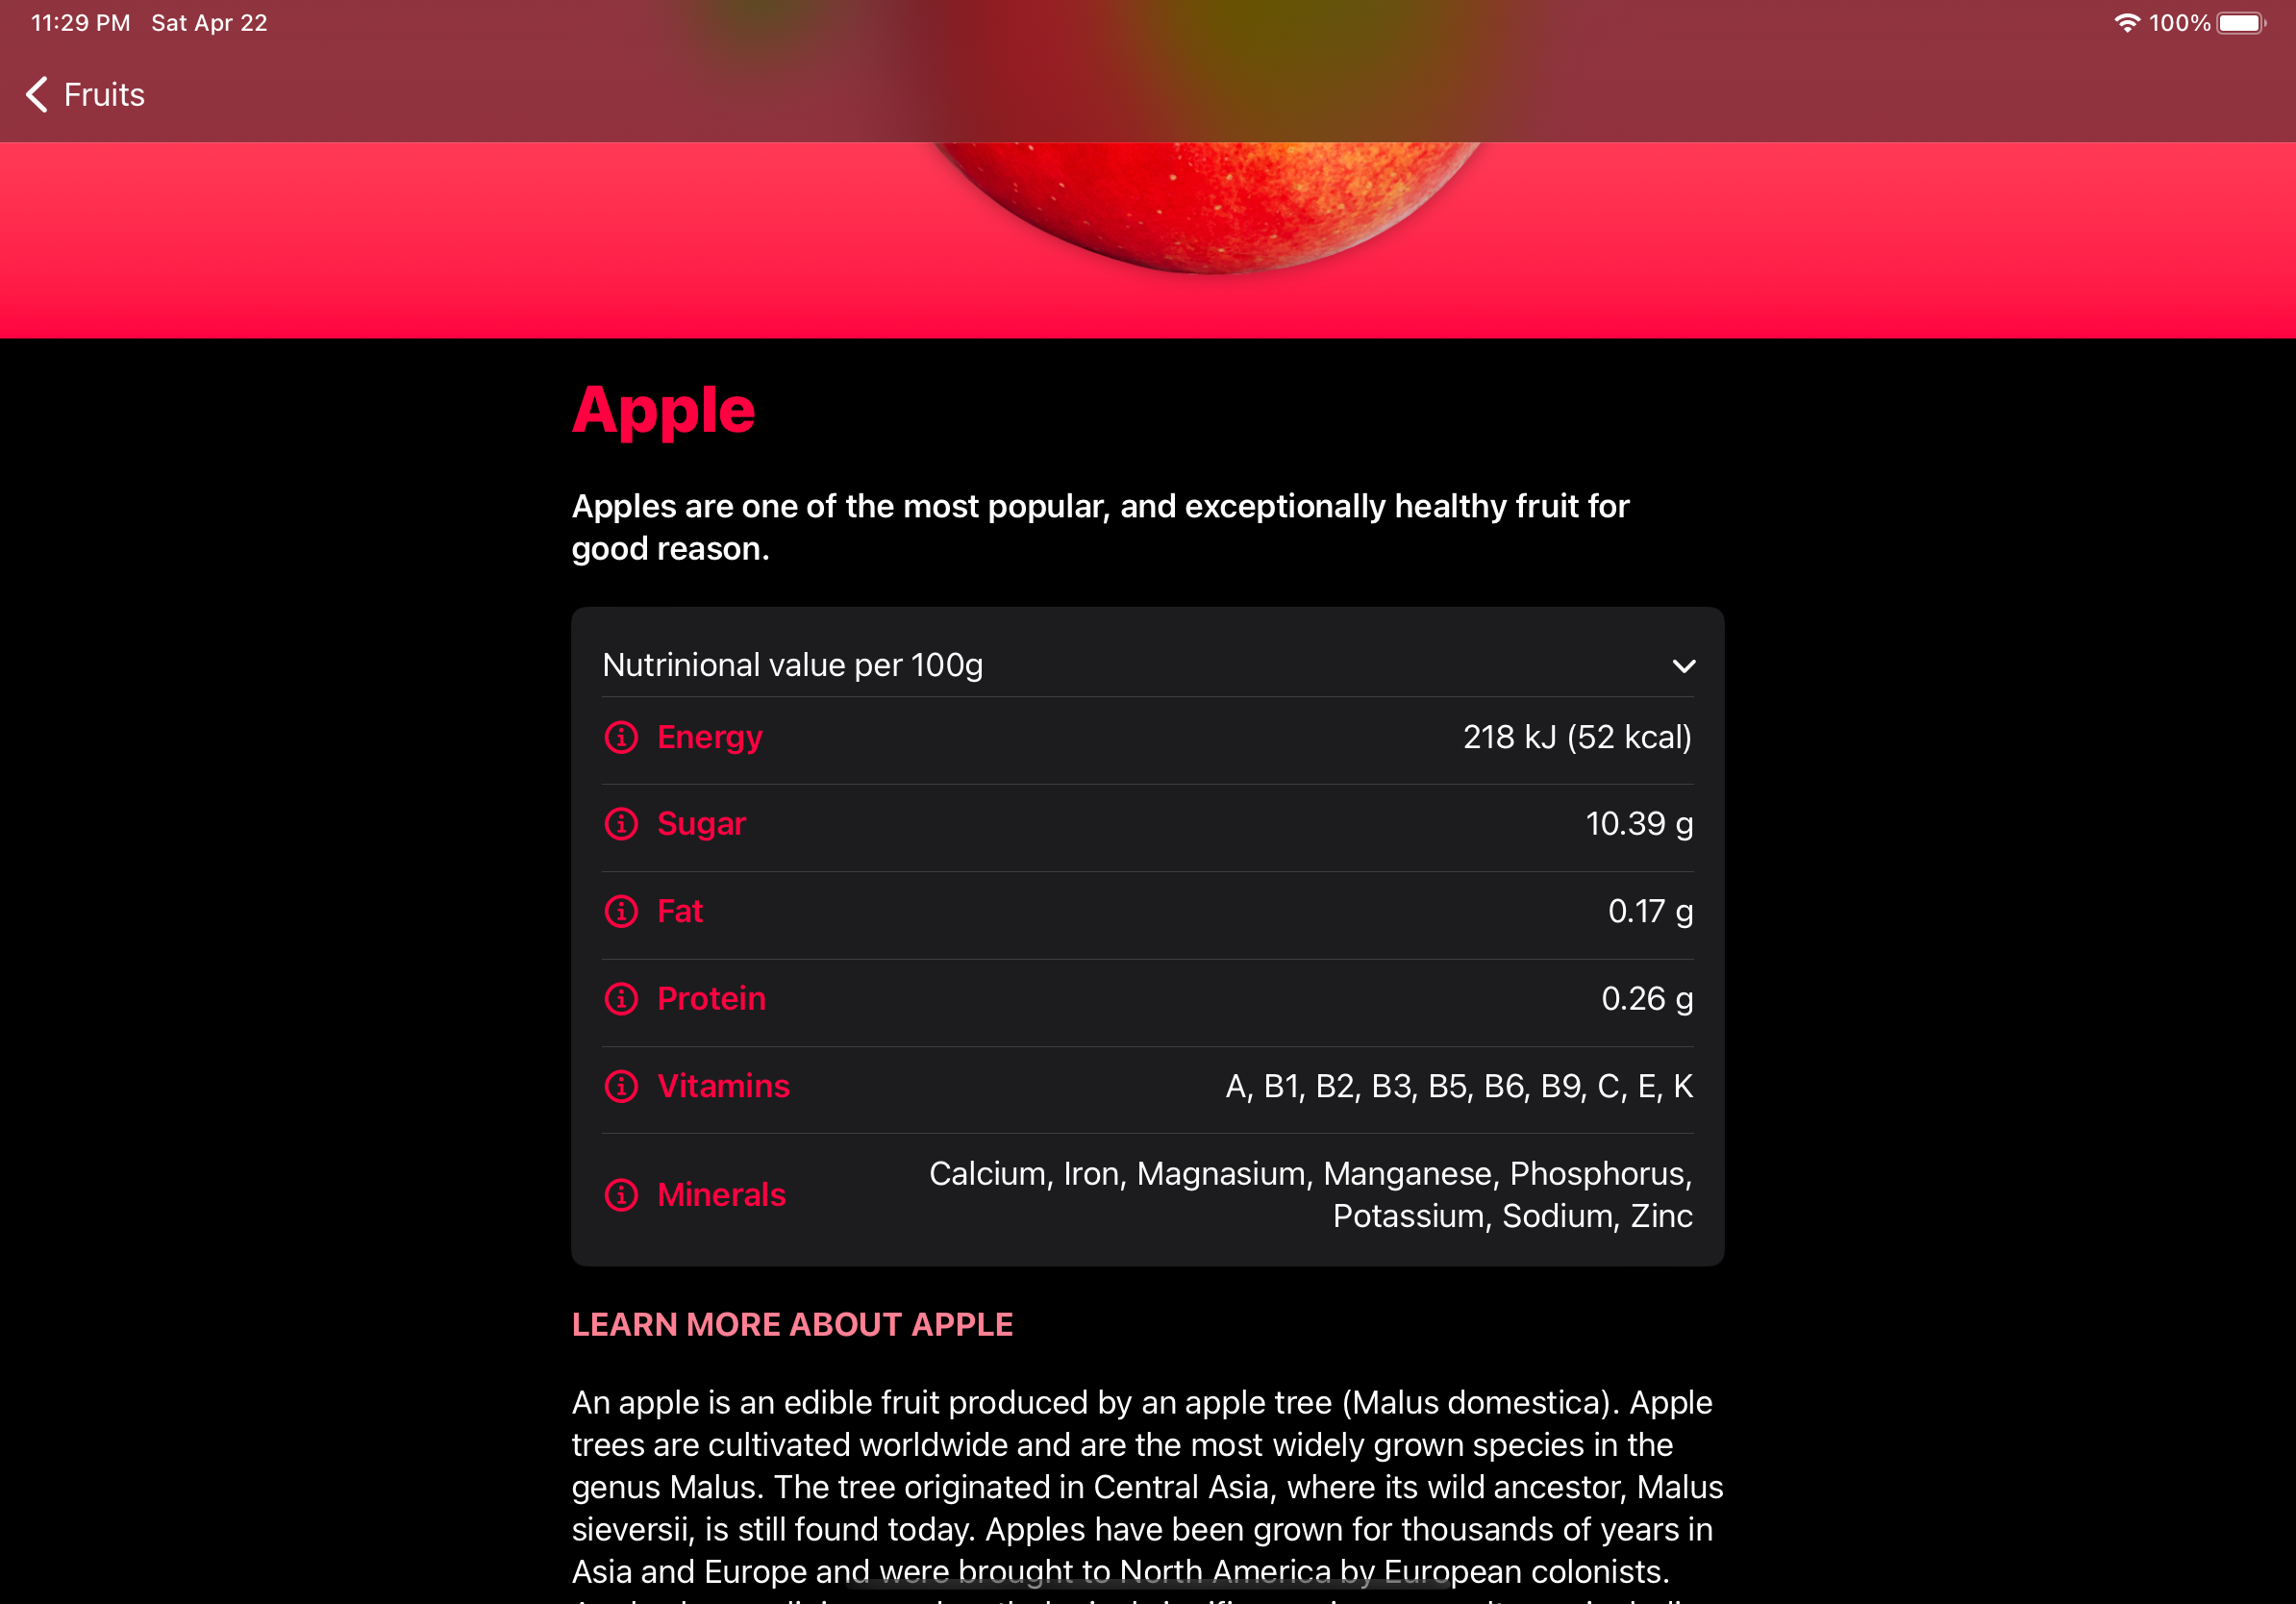 11:29 PM Sat Apr 22
100%
Fruits
Apple
Apples are one of the most popular, and exceptionally healthy fruit for
good reason.
Nutrinional value per 100g
Energy 218 kJ (52 kcal)
Sugar 10.39 g
Fat 0.17 g
Protein 0.26 g
Vitamins A, B1, B2, B3, B5, B6, B9, C, E, K
Minerals Calcium, Iron, Magnasium, Manganese, Phosphorus,
Potassium, Sodium, Zinc
LEARN MORE ABOUT APPLE
An apple is an edible fruit produced by an apple tree (Malus domestica). Apple
trees are cultivated worldwide and are the most widely grown species in the
genus Malus. The tree originated in Central Asia, where its wild ancestor, Malus
sieversii, is still found today. Apples have been grown for thousands of years in
Asia and Europe and were brought to North America by European colonists.